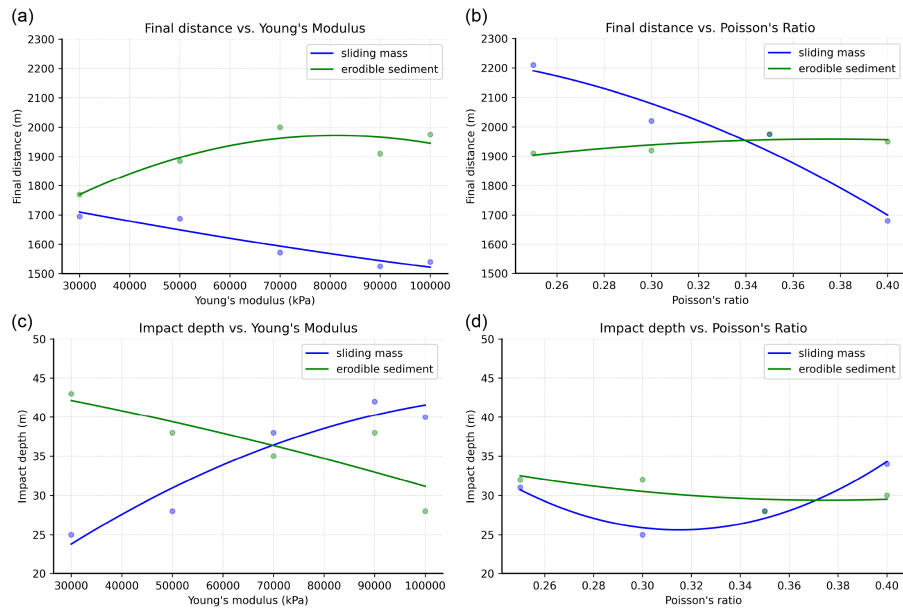 (a)
Final distance vs. Young's Modulus
Final distance (m)
2300
2200
2100
2000
1900
1800
1700
1600
1500
sliding mass
erodible sediment
30000 40000 50000 60000 70000 80000 90000 100000
Young's modulus (kPa)
(b)
Final distance vs. Poisson's Ratio
Final distance (m)
2300
2200
2100
2000
1900
1800
1700
1600
1500
sliding mass
erodible sediment
0.26 0.28 0.30 0.32 0.34 0.36 0.38 0.40
Poisson's ratio
(c)
Impact depth vs. Young's Modulus
Impact depth (m)
50
45
40
35
30
25
20
sliding mass
erodible sediment
30000 40000 50000 60000 70000 80000 90000 100000
Young's modulus (kPa)
(d)
Impact depth vs. Poisson's Ratio
Impact depth (m)
50
45
40
35
30
25
20
sliding mass
erodible sediment
0.26 0.28 0.30 0.32 0.34 0.36 0.38 0.40
Poisson's ratio